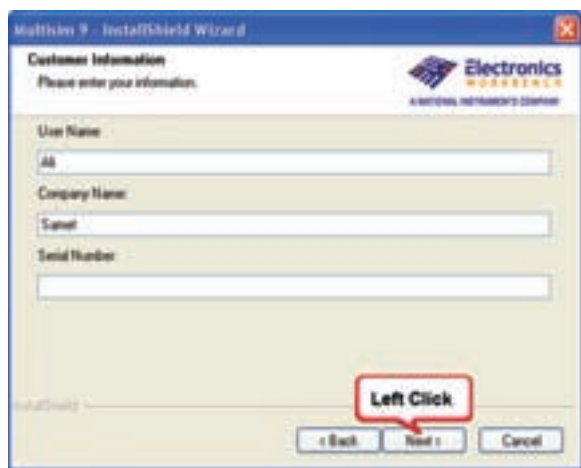 Multisim 9 - InstallShield Wizard
Customer Information
Please enter your information.
Electronics
WORKBENCH
A NATIONAL INSTRUMENTS COMPANY
User Name:
Ali
Company Name:
Samet
Serial Number:
Left Click
InstallShield
< Back
Next >
Cancel